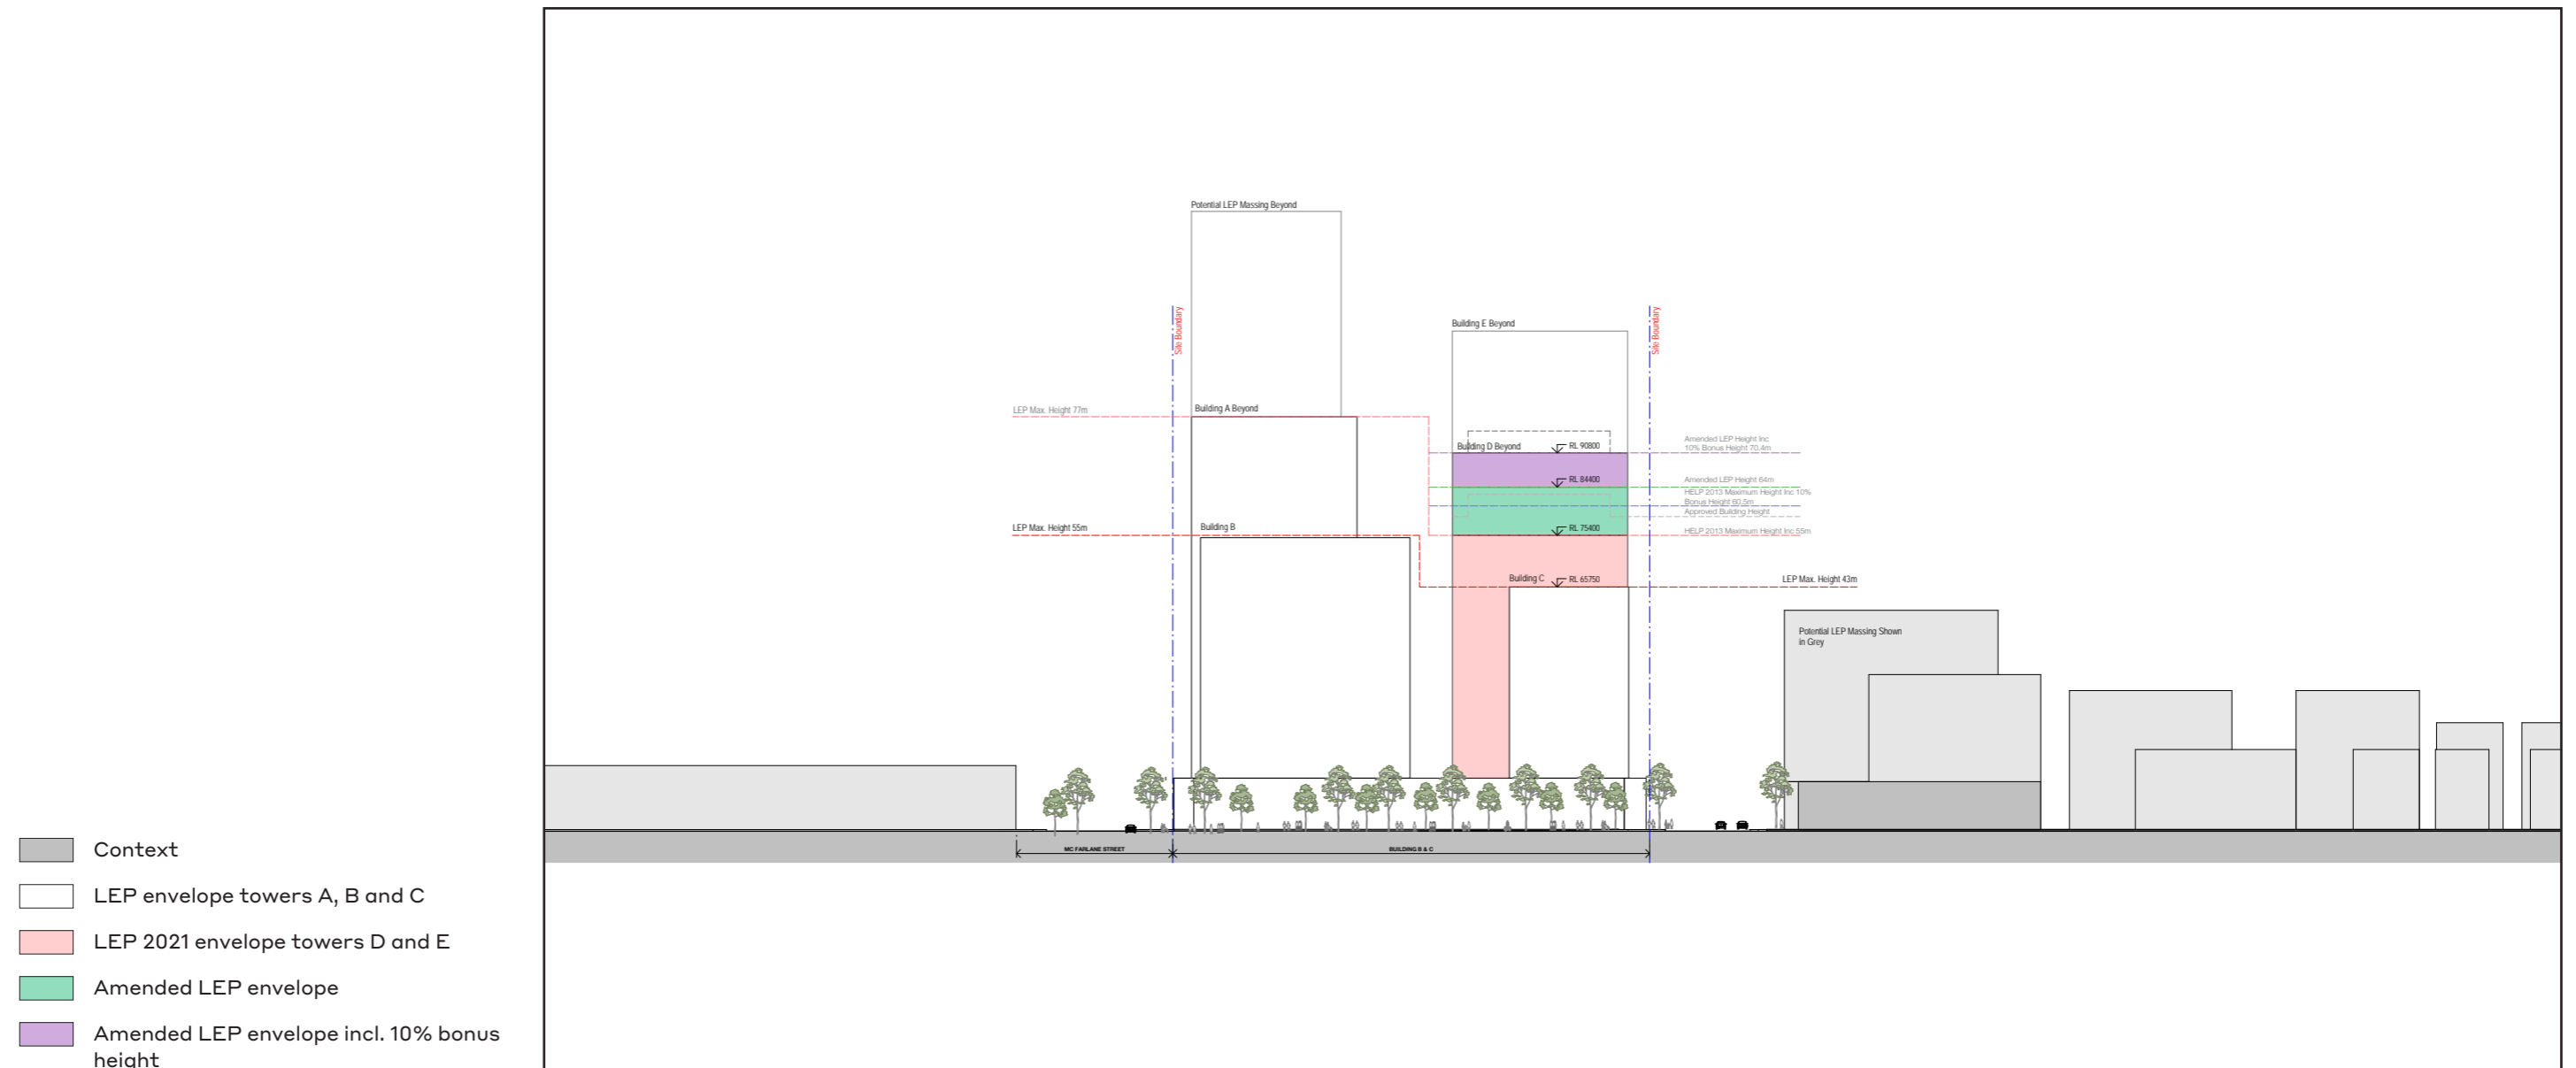 Potential LEP Massing Beyond
Site Boundary
Site Boundary
Building E Beyond
LEP Max. Height 77m
Building A Beyond
Amended LEP Height Inc
10% Bonus Height 70.4m
Building D Beyond
RL 90800
RL 84400
Amended LEP Height 64m
HELP 2013 Maximum Height Inc 10%
Bonus Height 60.5m
Approved Building Height
LEP Max. Height 55m
Building B
RL 75400
HELP 2013 Maximum Height Inc 55m
Building C
RL 65750
LEP Max. Height 43m
Potential LEP Massing Shown
in Grey
MC FARLANE STREET
BUILDING B & C
Context
LEP envelope towers A, B and C
LEP 2021 envelope towers D and E
Amended LEP envelope
Amended LEP envelope incl. 10% bonus
height